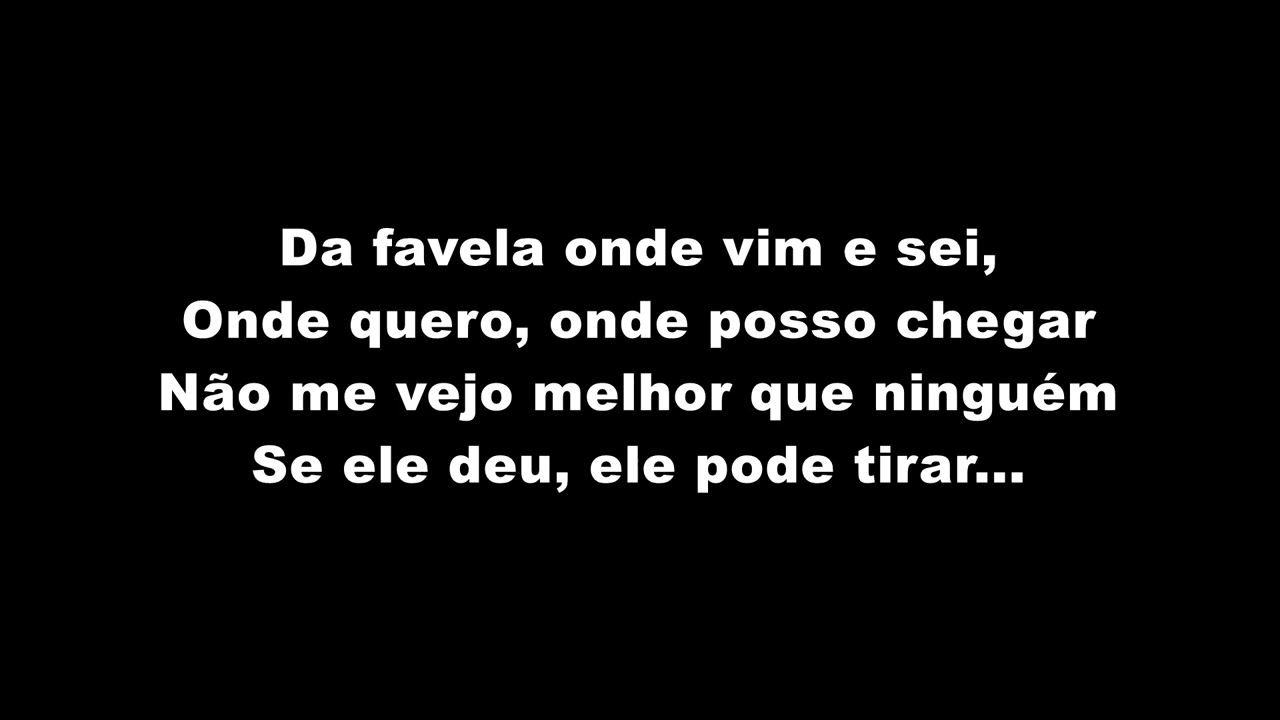 Da favela onde vim e sei,
Onde quero, onde posso chegar
Não me vejo melhor que ninguém
Se ele deu, ele pode tirar...